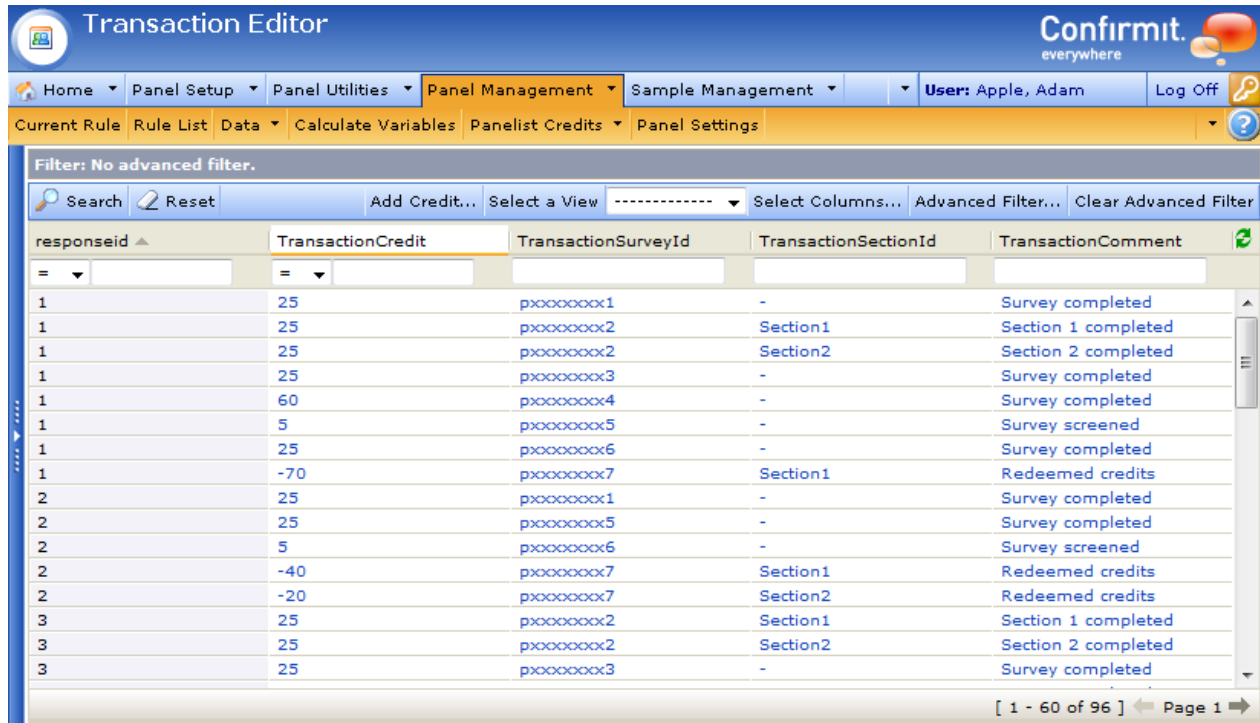 Transaction Editor
Confirmit.
everywhere
Home Panel Setup Panel Utilities Panel Management Sample Management User: Apple, Adam Log Off
Current Rule Rule List Data Calculate Variables Panelist Credits Panel Settings ?
Filter: No advanced filter.
Search Reset Add Credit... Select a View ------------- Select Columns... Advanced Filter... Clear Advanced Filter
responseid TransactionCredit TransactionSurveyId TransactionSectionId TransactionComment
= =
1 25 pxxxxxxx1 - Survey completed
1 25 pxxxxxxx2 Section1 Section 1 completed
1 25 pxxxxxxx2 Section2 Section 2 completed
1 25 pxxxxxxx3 - Survey completed
1 60 pxxxxxxx4 - Survey completed
1 5 pxxxxxxx5 - Survey screened
1 25 pxxxxxxx6 - Survey completed
1 -70 pxxxxxxx7 Section1 Redeemed credits
2 25 pxxxxxxx1 - Survey completed
2 25 pxxxxxxx5 - Survey completed
2 5 pxxxxxxx6 - Survey screened
2 -40 pxxxxxxx7 Section1 Redeemed credits
2 -20 pxxxxxxx7 Section2 Redeemed credits
3 25 pxxxxxxx2 Section1 Section 1 completed
3 25 pxxxxxxx2 Section2 Section 2 completed
3 25 pxxxxxxx3 - Survey completed
[ 1 - 60 of 96 ] Page 1